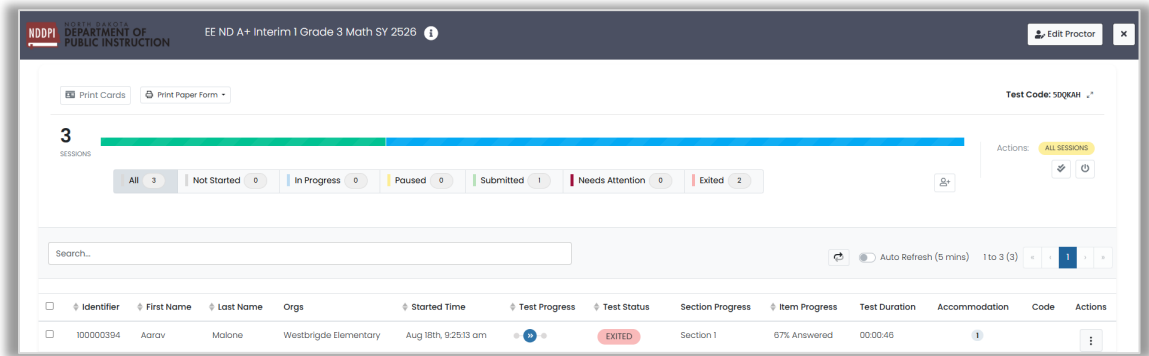 NDDPI
NORTH DAKOTA
DEPARTMENT OF
PUBLIC INSTRUCTION
EE ND A+ Interim 1 Grade 3 Math SY 2526
Edit Proctor
Print Cards
Print Paper Form
Test Code: 5DQKAH
3
SESSIONS
Actions: ALL SESSIONS
All 3 Not Started 0 In Progress 0 Paused 0 Submitted 1 Needs Attention 0 Exited 2
Search...
Auto Refresh (5 mins) 1 to 3 (3) « ‹ 1 › »
Identifier First Name Last Name Orgs Started Time Test Progress Test Status Section Progress Item Progress Test Duration Accommodation Code Actions
100000394 Aarav Malone Westbrigde Elementary Aug 18th, 9:25:13 am EXITED Section 1 67% Answered 00:00:46 1